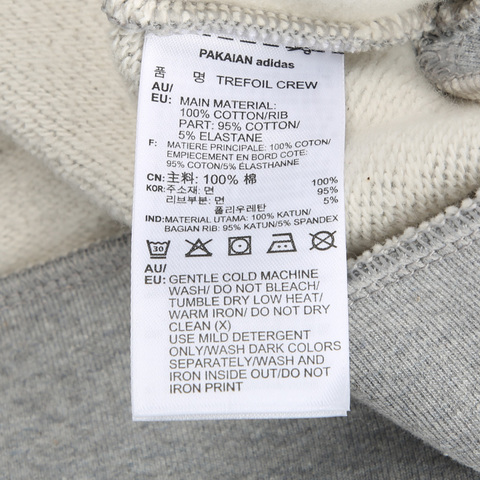 PAKAIAN adidas
품 명 TREFOIL CREW
AU/
EU: MAIN MATERIAL:
100% COTTON/RIB
PART: 95% COTTON/
5% ELASTANE
F: MATIERE PRINCIPALE: 100% COTON/
EMPIECEMENT EN BORD COTE:
95% COTON/5% ELASTHANNE
CN: 主料: 100% 棉
KOR: 주소재: 면 100%
리브부분: 면 95%
폴리우레탄 5%
IND: MATERIAL UTAMA: 100% KATUN/
BAGIAN RIB: 95% KATUN/5% SPANDEX
30
AU/
EU: GENTLE COLD MACHINE
WASH/ DO NOT BLEACH/
TUMBLE DRY LOW HEAT/
WARM IRON/ DO NOT DRY
CLEAN (X)
USE MILD DETERGENT
ONLY/WASH DARK COLORS
SEPARATELY/WASH AND
IRON INSIDE OUT/DO NOT
IRON PRINT